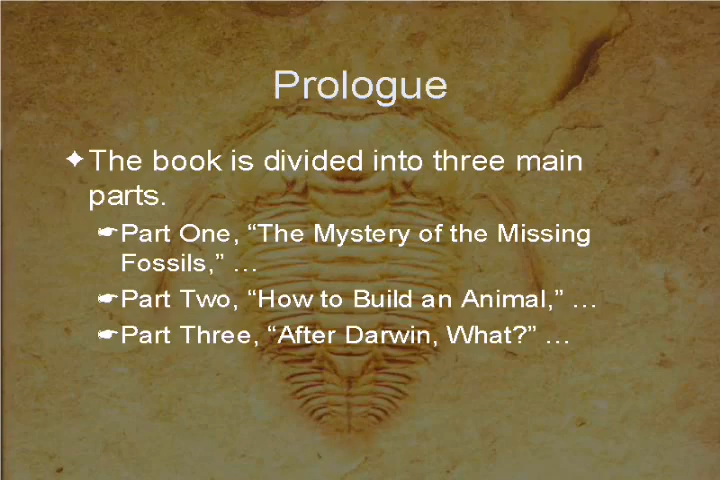 Prologue
The book is divided into three main
parts.
Part One, “The Mystery of the Missing
Fossils,” …
Part Two, “How to Build an Animal,” …
Part Three, “After Darwin, What?” …